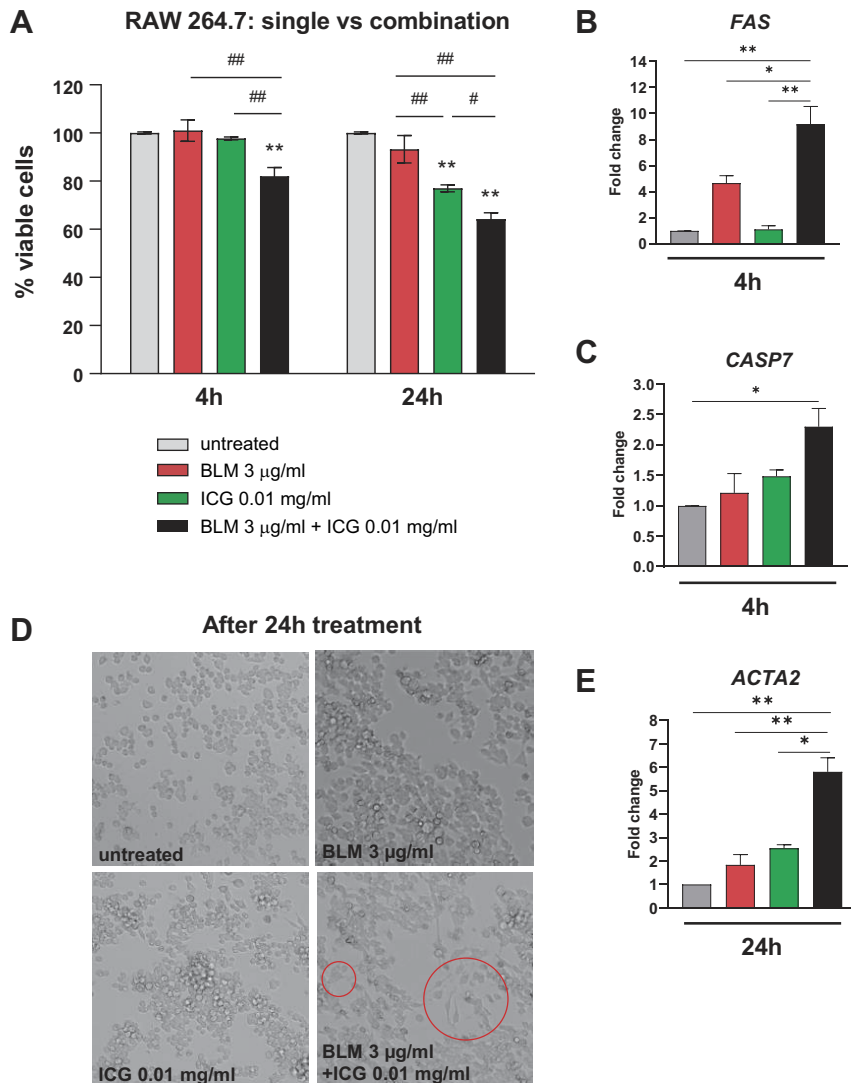 A
RAW 264.7: single vs combination
##
##
##
##
#
**
**
**
% viable cells
120
100
80
60
40
20
0
4h
24h
untreated
BLM 3 μg/ml
ICG 0.01 mg/ml
BLM 3 μg/ml + ICG 0.01 mg/ml
B
FAS
**
*
**
Fold change
14
12
10
8
6
4
2
0
4h
C
CASP7
*
Fold change
3.0
2.5
2.0
1.5
1.0
0.5
0.0
4h
D
After 24h treatment
untreated
BLM 3 μg/ml
ICG 0.01 mg/ml
BLM 3 μg/ml
+ICG 0.01 mg/ml
E
ACTA2
**
**
*
Fold change
8
7
6
5
4
3
2
1
0
24h